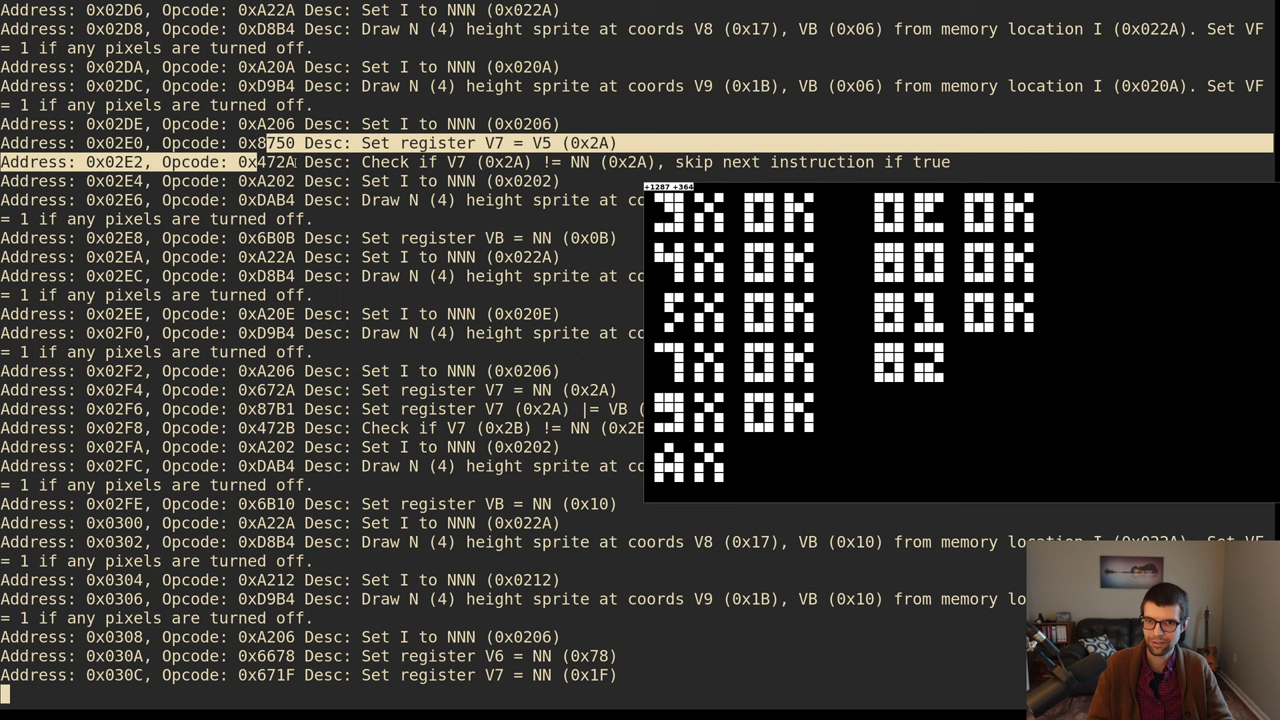 Address: 0x02D6, Opcode: 0xA22A Desc: Set I to NNN (0x022A)
Address: 0x02D8, Opcode: 0xD8B4 Desc: Draw N (4) height sprite at coords V8 (0x17), VB (0x06) from memory location I (0x022A). Set VF
= 1 if any pixels are turned off.
Address: 0x02DA, Opcode: 0xA20A Desc: Set I to NNN (0x020A)
Address: 0x02DC, Opcode: 0xD9B4 Desc: Draw N (4) height sprite at coords V9 (0x1B), VB (0x06) from memory location I (0x020A). Set VF
= 1 if any pixels are turned off.
Address: 0x02DE, Opcode: 0xA206 Desc: Set I to NNN (0x0206)
Address: 0x02E0, Opcode: 0x8750 Desc: Set register V7 = V5 (0x2A)
Address: 0x02E2, Opcode: 0x472A Desc: Check if V7 (0x2A) != NN (0x2A), skip next instruction if true
Address: 0x02E4, Opcode: 0xA202 Desc: Set I to NNN (0x0202)
Address: 0x02E6, Opcode: 0xDAB4 Desc: Draw N (4) height sprite at co
= 1 if any pixels are turned off.
Address: 0x02E8, Opcode: 0x6B0B Desc: Set register VB = NN (0x0B)
Address: 0x02EA, Opcode: 0xA22A Desc: Set I to NNN (0x022A)
Address: 0x02EC, Opcode: 0xD8B4 Desc: Draw N (4) height sprite at co
= 1 if any pixels are turned off.
Address: 0x02EE, Opcode: 0xA20E Desc: Set I to NNN (0x020E)
Address: 0x02F0, Opcode: 0xD9B4 Desc: Draw N (4) height sprite at co
= 1 if any pixels are turned off.
Address: 0x02F2, Opcode: 0xA206 Desc: Set I to NNN (0x0206)
Address: 0x02F4, Opcode: 0x672A Desc: Set register V7 = NN (0x2A)
Address: 0x02F6, Opcode: 0x87B1 Desc: Set register V7 (0x2A) |= VB (
Address: 0x02F8, Opcode: 0x472B Desc: Check if V7 (0x2B) != NN (0x2B
Address: 0x02FA, Opcode: 0xA202 Desc: Set I to NNN (0x0202)
Address: 0x02FC, Opcode: 0xDAB4 Desc: Draw N (4) height sprite at co
= 1 if any pixels are turned off.
Address: 0x02FE, Opcode: 0x6B10 Desc: Set register VB = NN (0x10)
Address: 0x0300, Opcode: 0xA22A Desc: Set I to NNN (0x022A)
Address: 0x0302, Opcode: 0xD8B4 Desc: Draw N (4) height sprite at coords V8 (0x17), VB (0x10) from memory location I (0x022A). Set VF
= 1 if any pixels are turned off.
Address: 0x0304, Opcode: 0xA212 Desc: Set I to NNN (0x0212)
Address: 0x0306, Opcode: 0xD9B4 Desc: Draw N (4) height sprite at coords V9 (0x1B), VB (0x10) from memory lo
= 1 if any pixels are turned off.
Address: 0x0308, Opcode: 0xA206 Desc: Set I to NNN (0x0206)
Address: 0x030A, Opcode: 0x6678 Desc: Set register V6 = NN (0x78)
Address: 0x030C, Opcode: 0x671F Desc: Set register V7 = NN (0x1F)
+1287 +364
3X OK 0E OK
4X OK 80 OK
5X OK 81 OK
7X OK 82
9X OK
AX